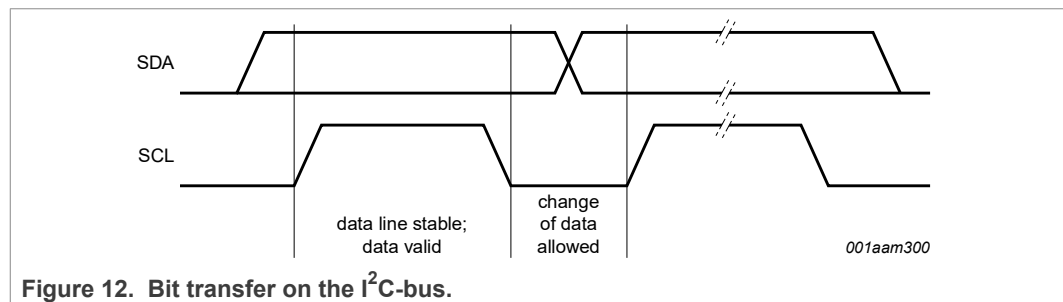 SDA
SCL
data line stable;
data valid
change
of data
allowed
001aam300
Figure 12. Bit transfer on the I²C-bus.